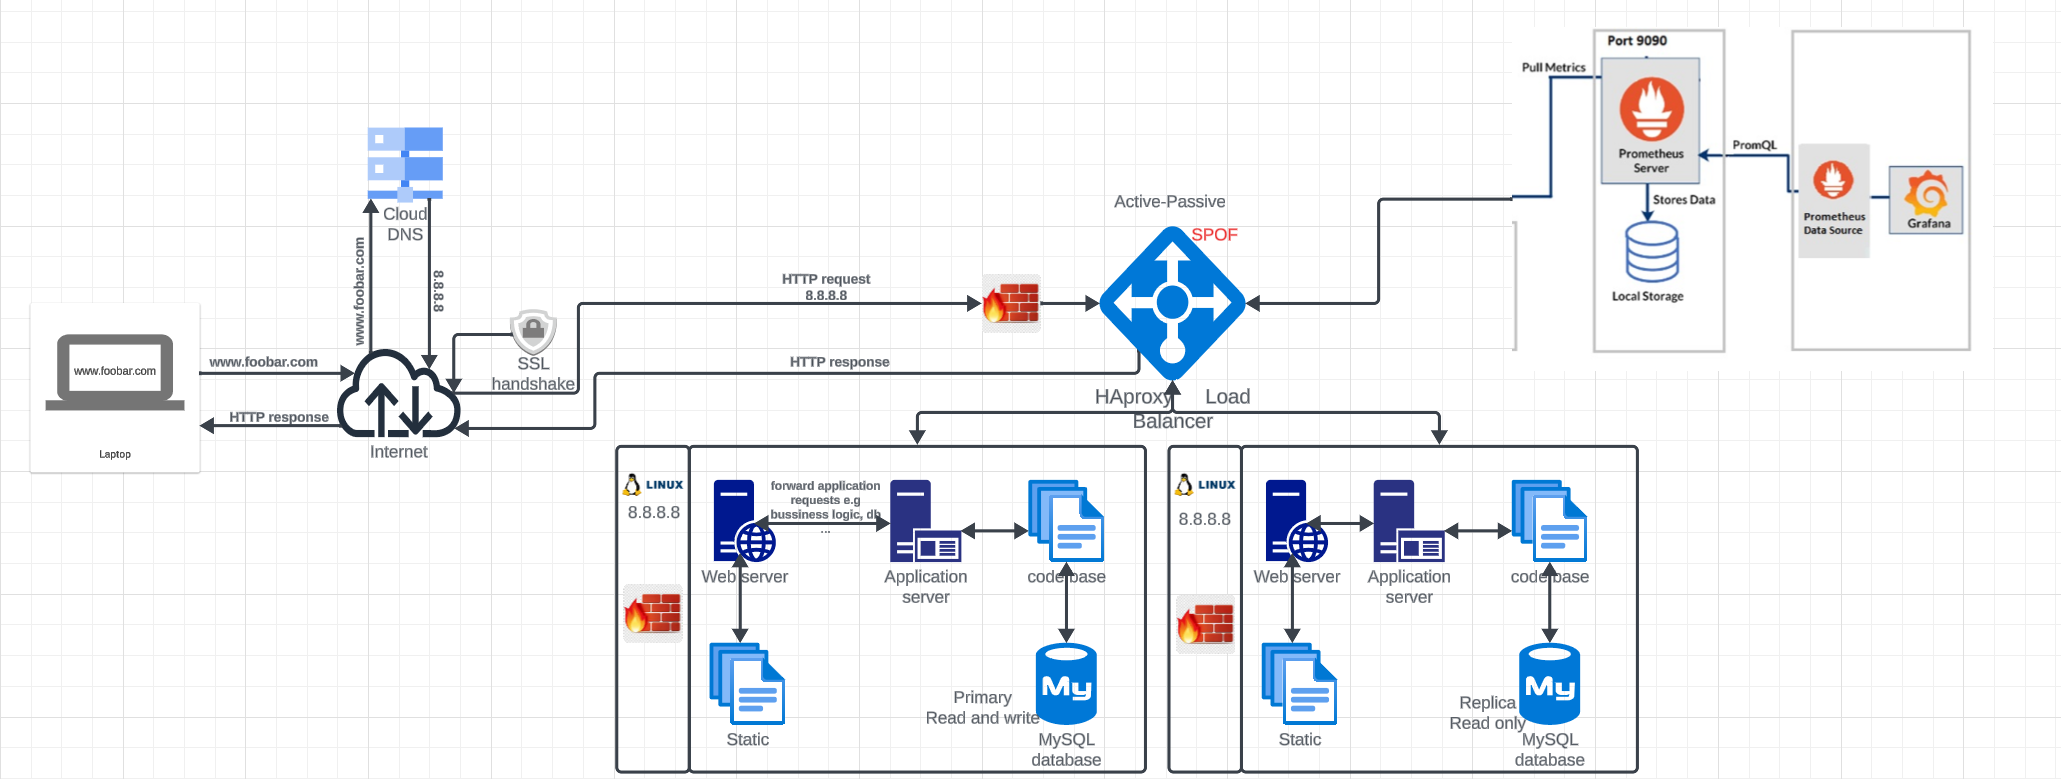 Port 9090
Pull Metrics
Prometheus
Server
PromQL
Stores Data
Local Storage
Prometheus
Data Source
Grafana
Cloud
DNS
www.foobar.com
8.8.8.8
Active-Passive
SPOF
HTTP request
8.8.8.8
SSL
handshake
www.foobar.com
www.foobar.com
HTTP response
HTTP response
Laptop
Internet
HAproxy Load
Balancer
LINUX
8.8.8.8
forward application
requests e.g
bussiness logic, db
...
Web server
Application
server
code base
Static
Primary
Read and write
My
MySQL
database
LINUX
8.8.8.8
Web server
Application
server
code base
Static
Replica
Read only
My
MySQL
database